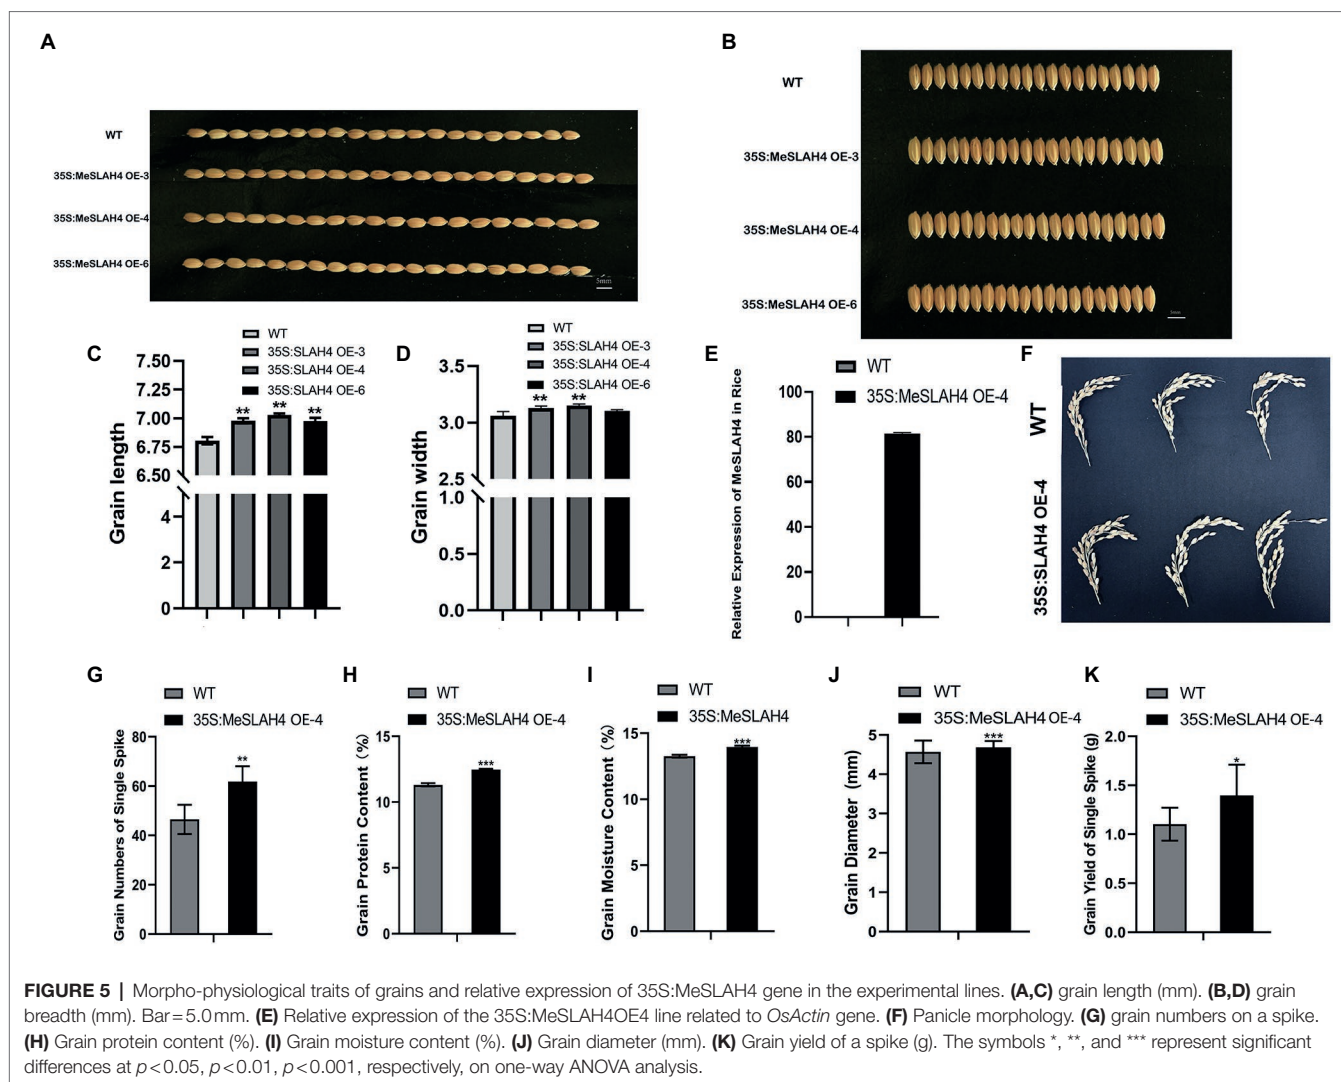 A
WT
35S:MeSLAH4 OE-3
35S:MeSLAH4 OE-4
35S:MeSLAH4 OE-6
5mm
B
WT
35S:MeSLAH4 OE-3
35S:MeSLAH4 OE-4
35S:MeSLAH4 OE-6
5mm
C
WT
35S:SLAH4 OE-3
35S:SLAH4 OE-4
35S:SLAH4 OE-6
Grain length
7.50
7.25
7.00
6.75
6.50
4
2
0
** ** **
D
WT
35S:SLAH4 OE-3
35S:SLAH4 OE-4
35S:SLAH4 OE-6
Grain width
3.5
3.0
2.5
1.0
0.5
0.0
** **
E
WT
35S:MeSLAH4 OE-4
Relative Expression of MeSLAH4 in Rice
100
80
60
40
20
0
F
WT
35S:SLAH4 OE-4
G
WT
35S:MeSLAH4 OE-4
Grain Numbers of Single Spike
80
60
40
20
0
**
H
WT
35S:MeSLAH4 OE-4
Grain Protein Content (%)
15
10
5
0
***
I
WT
35S:MeSLAH4
Grain Moisture Content (%)
15
10
5
0
***
J
WT
35S:MeSLAH4 OE-4
Grain Diameter (mm)
5
4
3
2
1
0
***
K
WT
35S:MeSLAH4 OE-4
Grain Yield of Single Spike (g)
2.0
1.5
1.0
0.5
0.0
*
FIGURE 5 | Morpho-physiological traits of grains and relative expression of 35S:MeSLAH4 gene in the experimental lines. (A,C) grain length (mm). (B,D) grain
breadth (mm). Bar=5.0mm. (E) Relative expression of the 35S:MeSLAH4OE4 line related to OsActin gene. (F) Panicle morphology. (G) grain numbers on a spike.
(H) Grain protein content (%). (I) Grain moisture content (%). (J) Grain diameter (mm). (K) Grain yield of a spike (g). The symbols *, **, and *** represent significant
differences at p<0.05, p<0.01, p<0.001, respectively, on one-way ANOVA analysis.